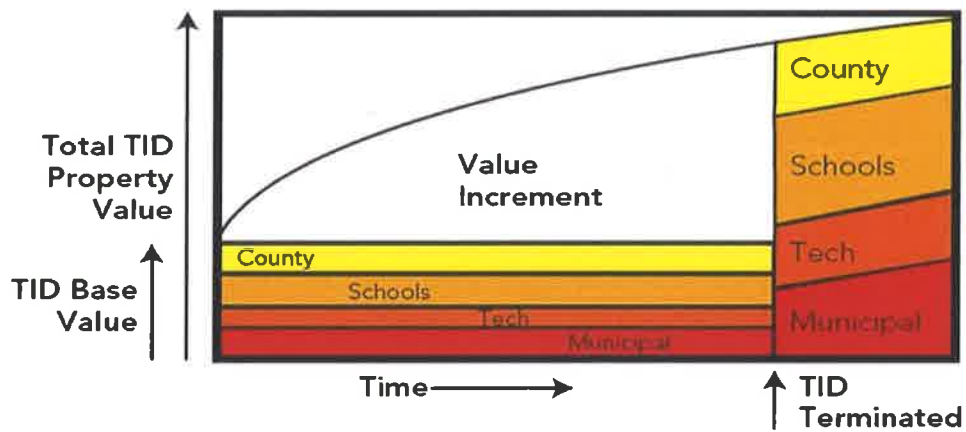 Total TID
Property
Value
TID Base
Value
Value
Increment
County
Schools
Tech
Municipal
County
Schools
Tech
Municipal
Time
TID
Terminated